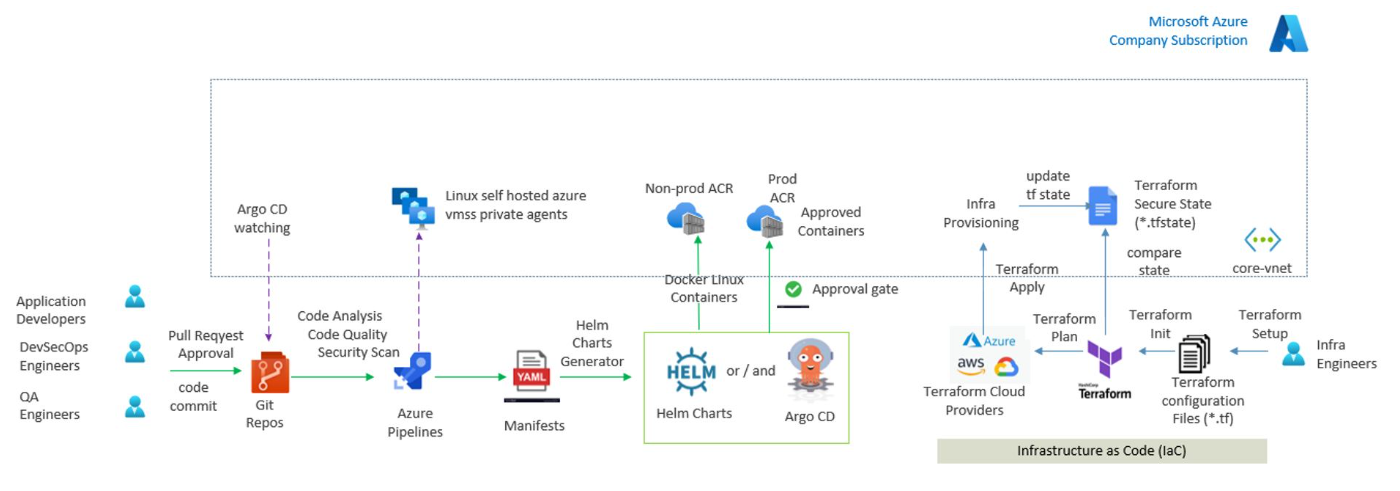 Microsoft Azure
Company Subscription
Argo CD
watching
Linux self hosted azure
vmss private agents
Non-prod ACR
Prod
ACR
Approved
Containers
Infra
Provisioning
update
tf state
Terraform
Secure State
(*.tfstate)
compare
state
core-vnet
Terraform
Apply
Docker Linux
Containers
Approval gate
Application
Developers
DevSecOps
Engineers
QA
Engineers
Pull Reqyest
Approval
code
commit
Git
Repos
Code Analysis
Code Quality
Security Scan
Azure
Pipelines
YAML
Manifests
Helm
Charts
Generator
HELM
Helm Charts
or / and
Argo CD
Azure
aws
Terraform Cloud
Providers
Terraform
Plan
HashiCorp
Terraform
Terraform
Init
Terraform
configuration
Files (*.tf)
Terraform
Setup
Infra
Engineers
Infrastructure as Code (IaC)